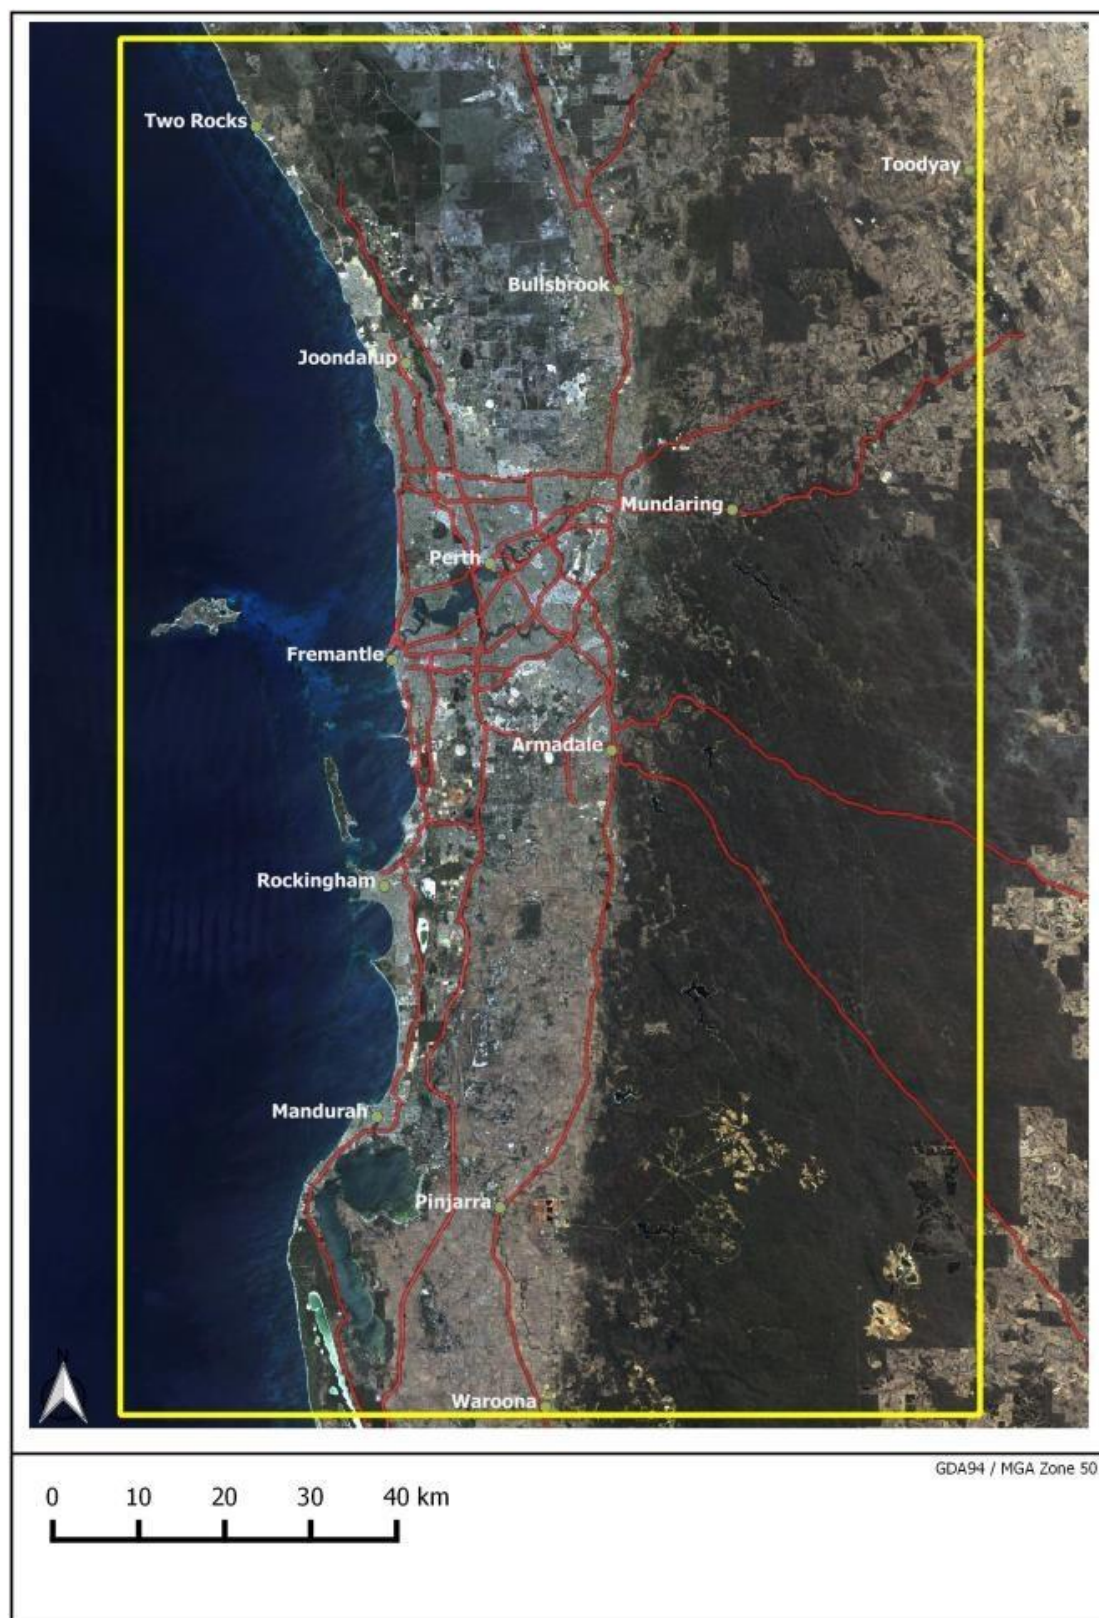 Two Rocks
Toodyay
Bullsbrook
Joondalup
Mundaring
Perth
Fremantle
Armadale
Rockingham
Mandurah
Pinjarra
N
Waroona
GDA94 / MGA Zone 50
0 10 20 30 40 km